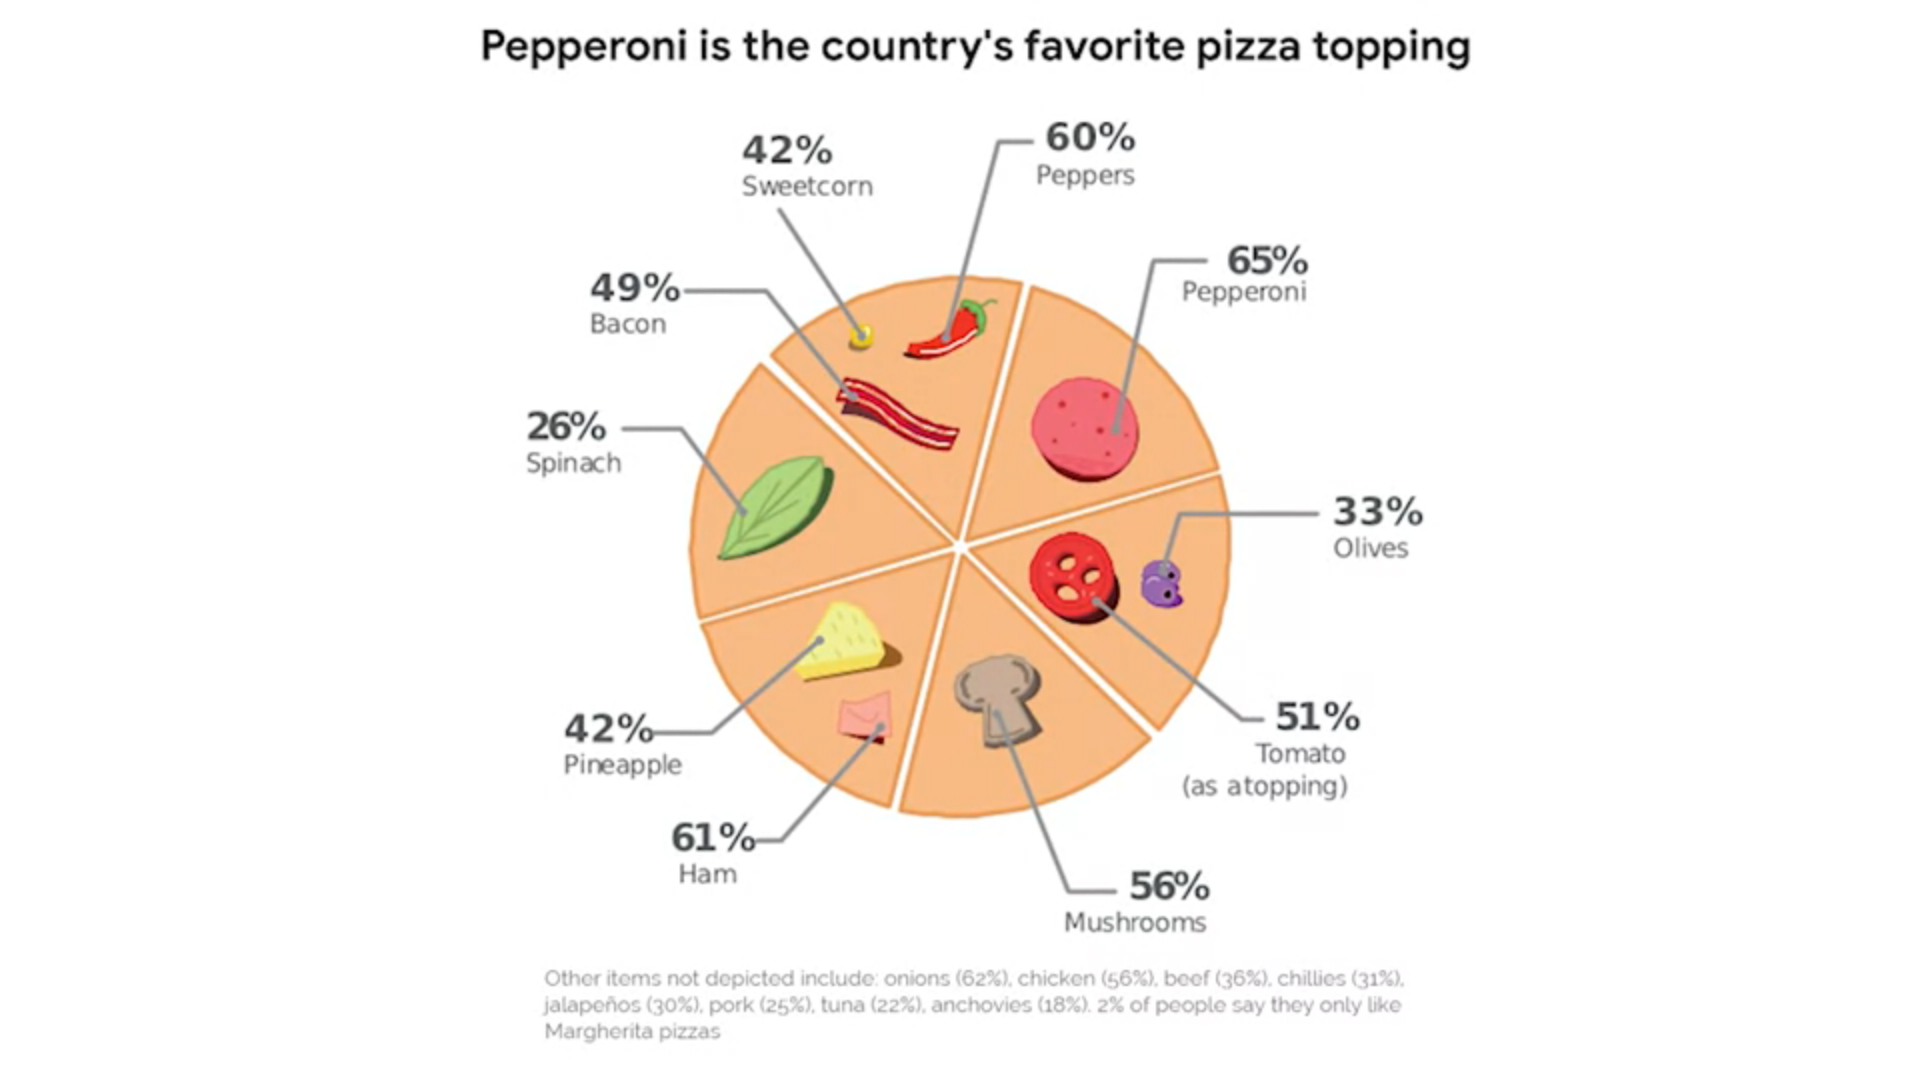 Pepperoni is the country's favorite pizza topping
42%
Sweetcorn
60%
Peppers
65%
Pepperoni
49%
Bacon
26%
Spinach
33%
Olives
51%
Tomato
(as a topping)
42%
Pineapple
61%
Ham
56%
Mushrooms
Other items not depicted include: onions (62%), chicken (56%), beef (36%), chillies (31%),
jalapeños (30%), pork (25%), tuna (22%), anchovies (18%). 2% of people say they only like
Margherita pizzas